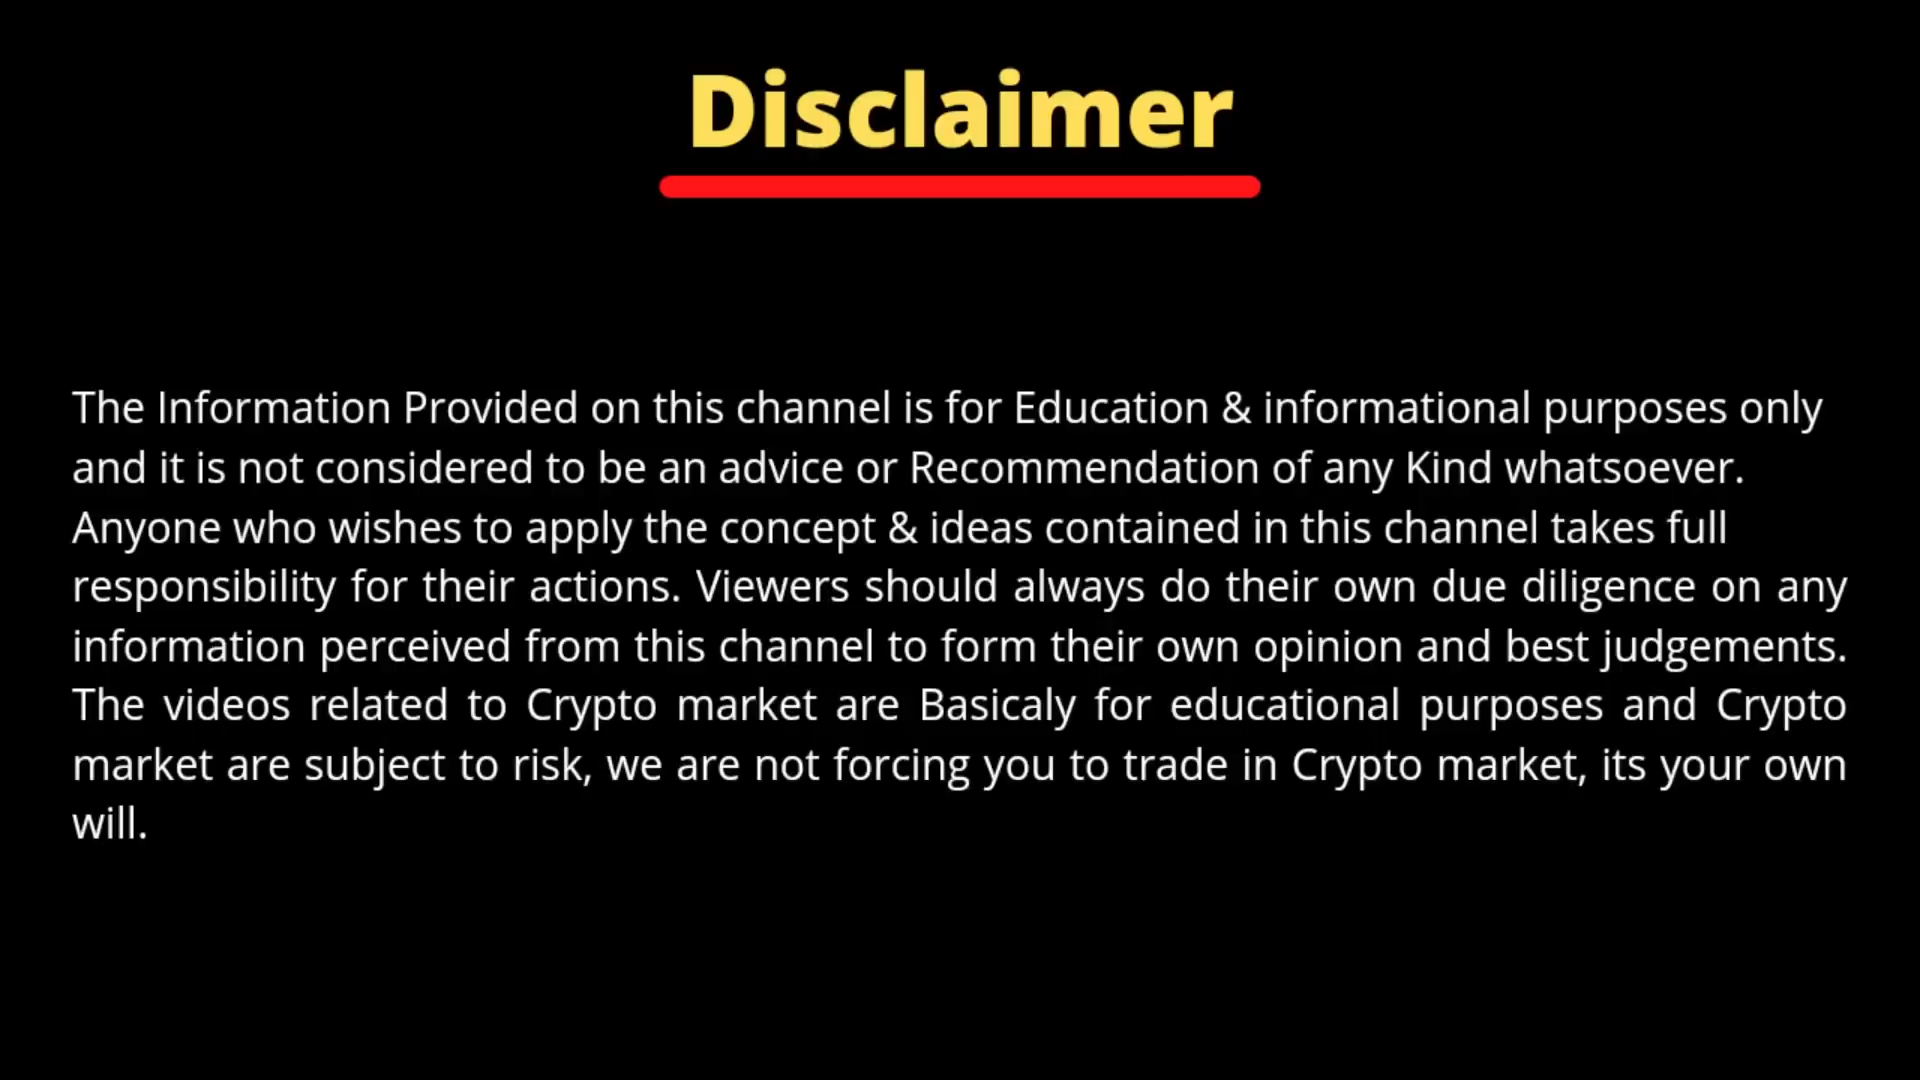 Disclaimer
The Information Provided on this channel is for Education & informational purposes only
and it is not considered to be an advice or Recommendation of any Kind whatsoever.
Anyone who wishes to apply the concept & ideas contained in this channel takes full
responsibility for their actions. Viewers should always do their own due diligence on any
information perceived from this channel to form their own opinion and best judgements.
The videos related to Crypto market are Basicaly for educational purposes and Crypto
market are subject to risk, we are not forcing you to trade in Crypto market, its your own
will.